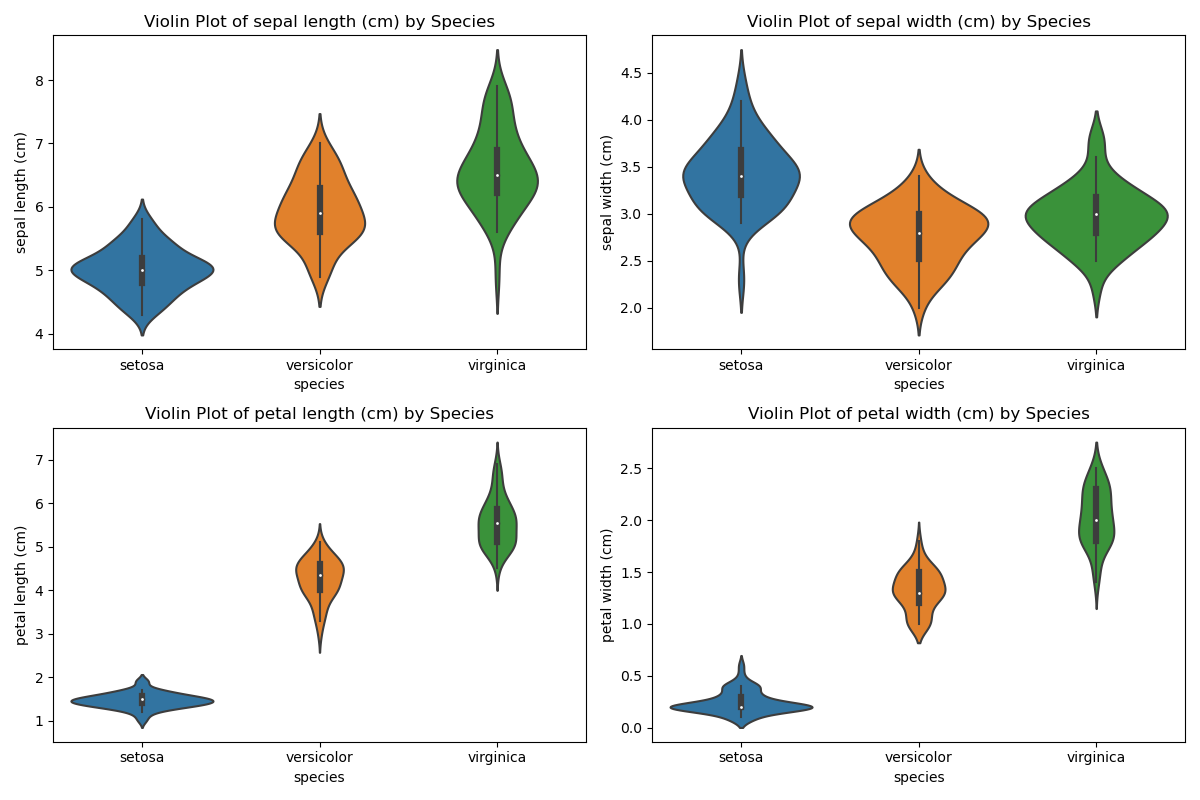 Violin Plot of sepal length (cm) by Species
sepal length (cm)
8
7
6
5
4
setosa versicolor virginica
species
Violin Plot of sepal width (cm) by Species
sepal width (cm)
4.5
4.0
3.5
3.0
2.5
2.0
setosa versicolor virginica
species
Violin Plot of petal length (cm) by Species
petal length (cm)
7
6
5
4
3
2
1
setosa versicolor virginica
species
Violin Plot of petal width (cm) by Species
petal width (cm)
2.5
2.0
1.5
1.0
0.5
0.0
setosa versicolor virginica
species